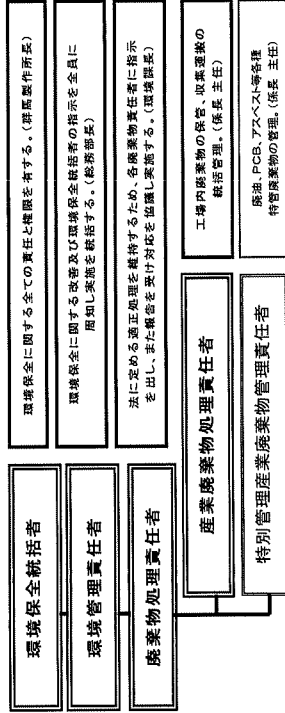 環境保全統括者
環境保全に関する全ての責任と権限を有する。(群馬製作所長)
環境管理責任者
環境保全に関する改善及び環境保全統括者の指示を全員に
周知し実施を統括する。(総務部長)
廃棄物処理責任者
法に定める適正処理を維持するため、各廃棄物責任者に指示
を出し、また報告を受け対応を協議し実施する。(環境課長)
産業廃棄物処理責任者
工場内廃棄物の保管、収集運搬の
統括管理。(係長 主任)
特別管理産業廃棄物管理責任者
廃油、PCB、アスベスト等各種
特管廃棄物の管理。(係長 主任)